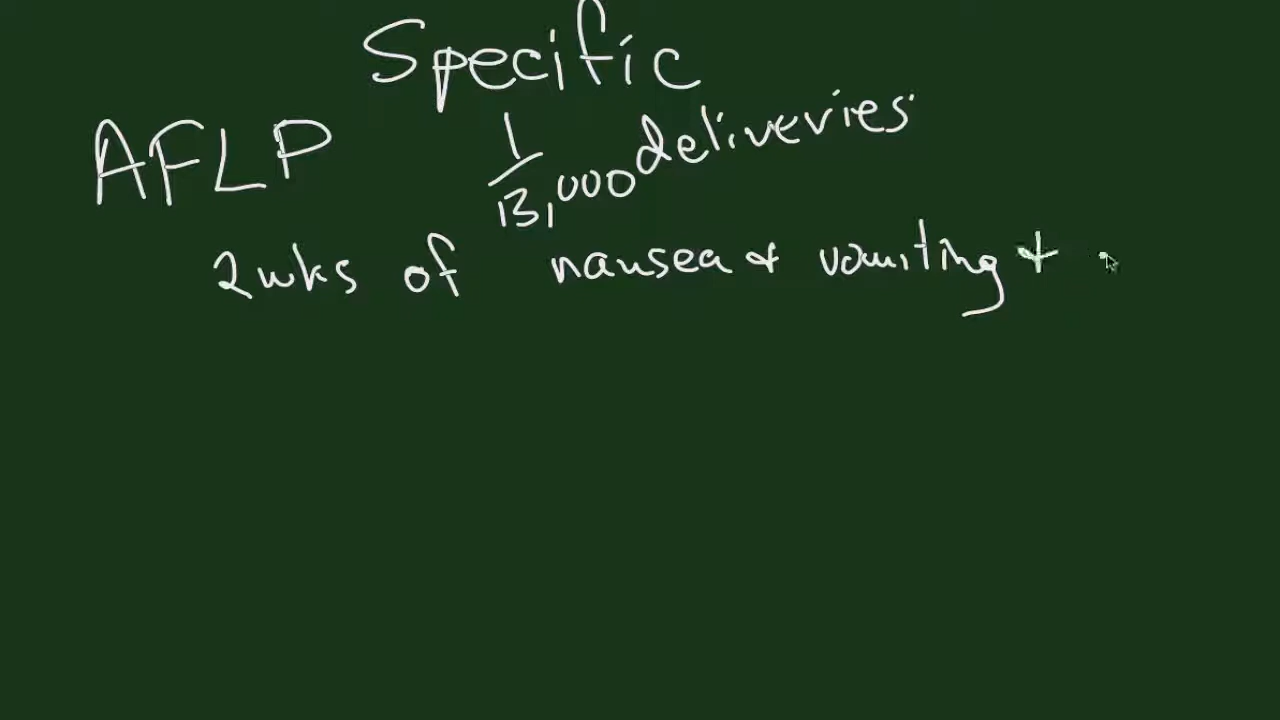 Specific
AFLP 1/13,000 deliveries
2wks of nausea & vomiting +